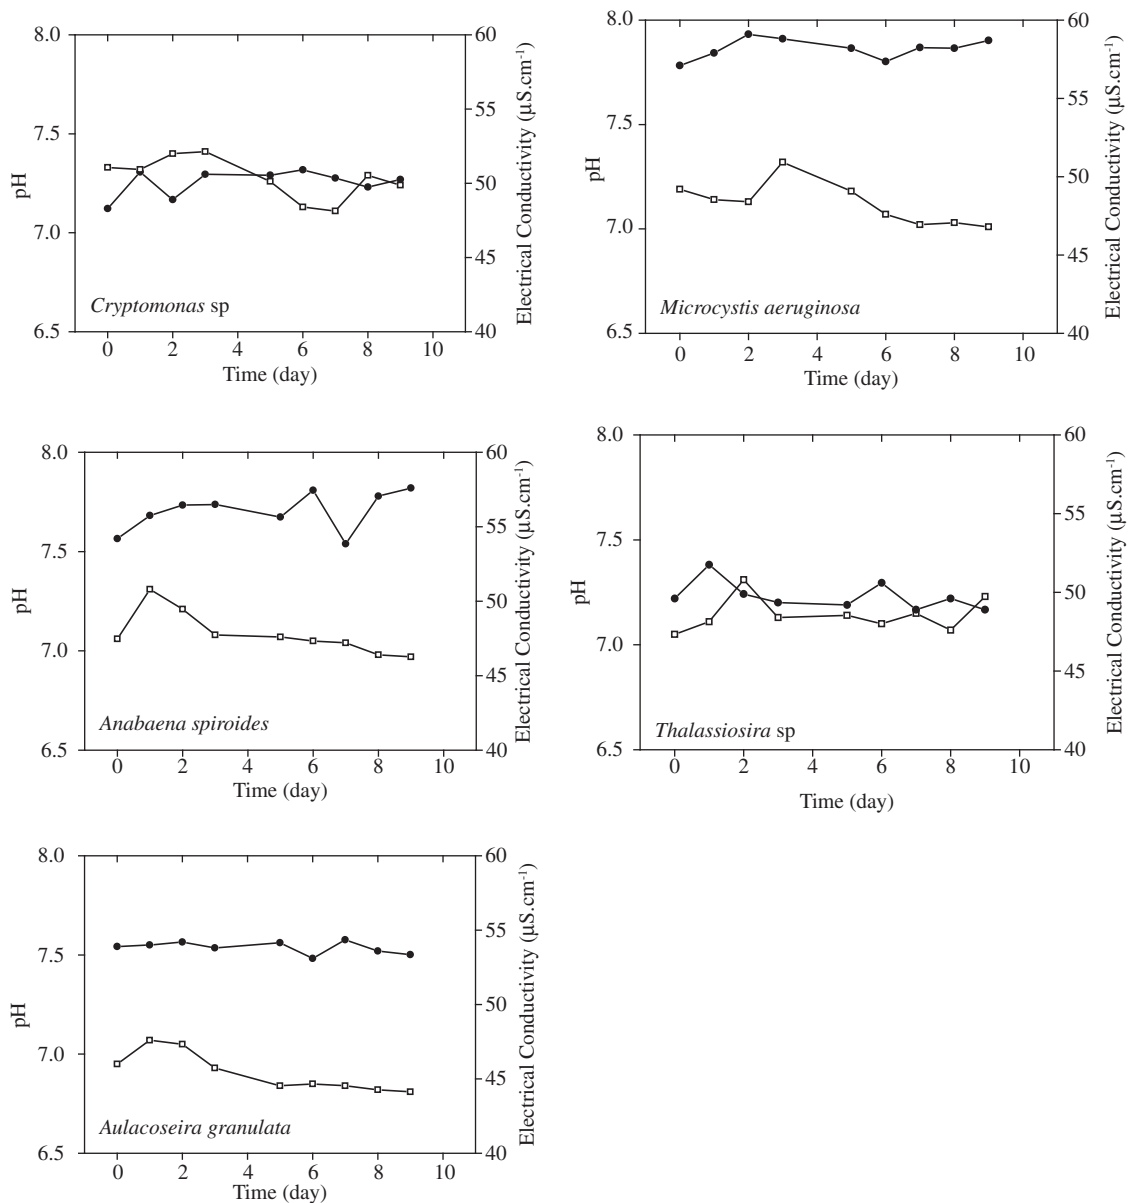 8.0
7.5
7.0
6.5
pH
60
55
50
45
40
Electrical Conductivity (µS.cm-1)
Cryptomonas sp
0 2 4 6 8 10
Time (day)
8.0
7.5
7.0
6.5
pH
60
55
50
45
40
Electrical Conductivity (µS.cm-1)
Microcystis aeruginosa
0 2 4 6 8 10
Time (day)
8.0
7.5
7.0
6.5
pH
60
55
50
45
40
Electrical Conductivity (µS.cm-1)
Anabaena spiroides
0 2 4 6 8 10
Time (day)
8.0
7.5
7.0
6.5
pH
60
55
50
45
40
Electrical Conductivity (µS.cm-1)
Thalassiosira sp
0 2 4 6 8 10
Time (day)
8.0
7.5
7.0
6.5
pH
60
55
50
45
40
Electrical Conductivity (µS.cm-1)
Aulacoseira granulata
0 2 4 6 8 10
Time (day)